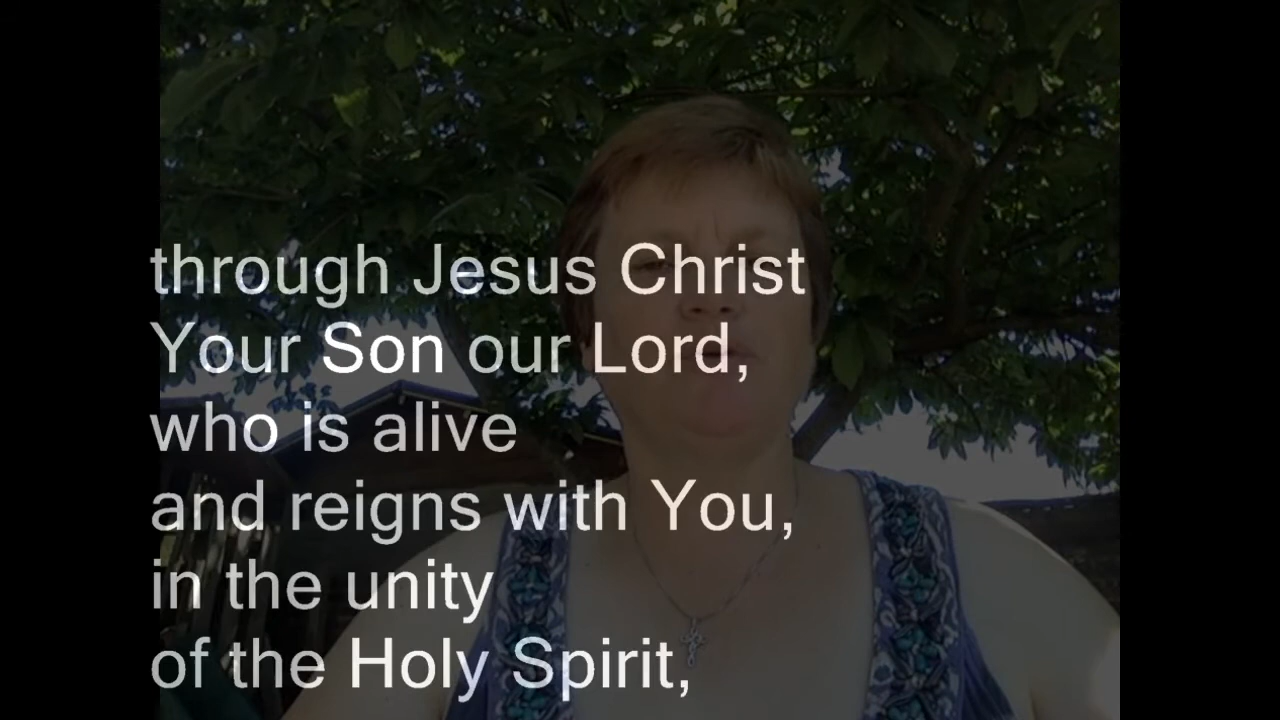 through Jesus Christ
Your Son our Lord,
who is alive
and reigns with You,
in the unity
of the Holy Spirit,